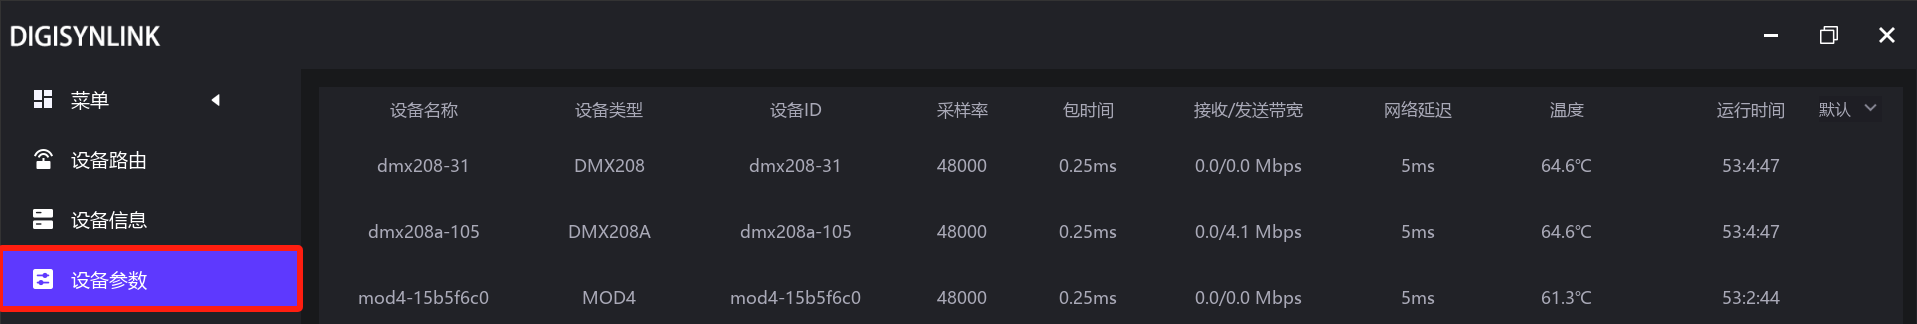 DIGISYNLINK
菜单
设备路由
设备信息
设备参数
设备名称 设备类型 设备ID 采样率 包时间 接收/发送带宽 网络延迟 温度 运行时间 默认
dmx208-31 DMX208 dmx208-31 48000 0.25ms 0.0/0.0 Mbps 5ms 64.6℃ 53:4:47
dmx208a-105 DMX208A dmx208a-105 48000 0.25ms 0.0/4.1 Mbps 5ms 64.6℃ 53:4:47
mod4-15b5f6c0 MOD4 mod4-15b5f6c0 48000 0.25ms 0.0/0.0 Mbps 5ms 61.3℃ 53:2:44